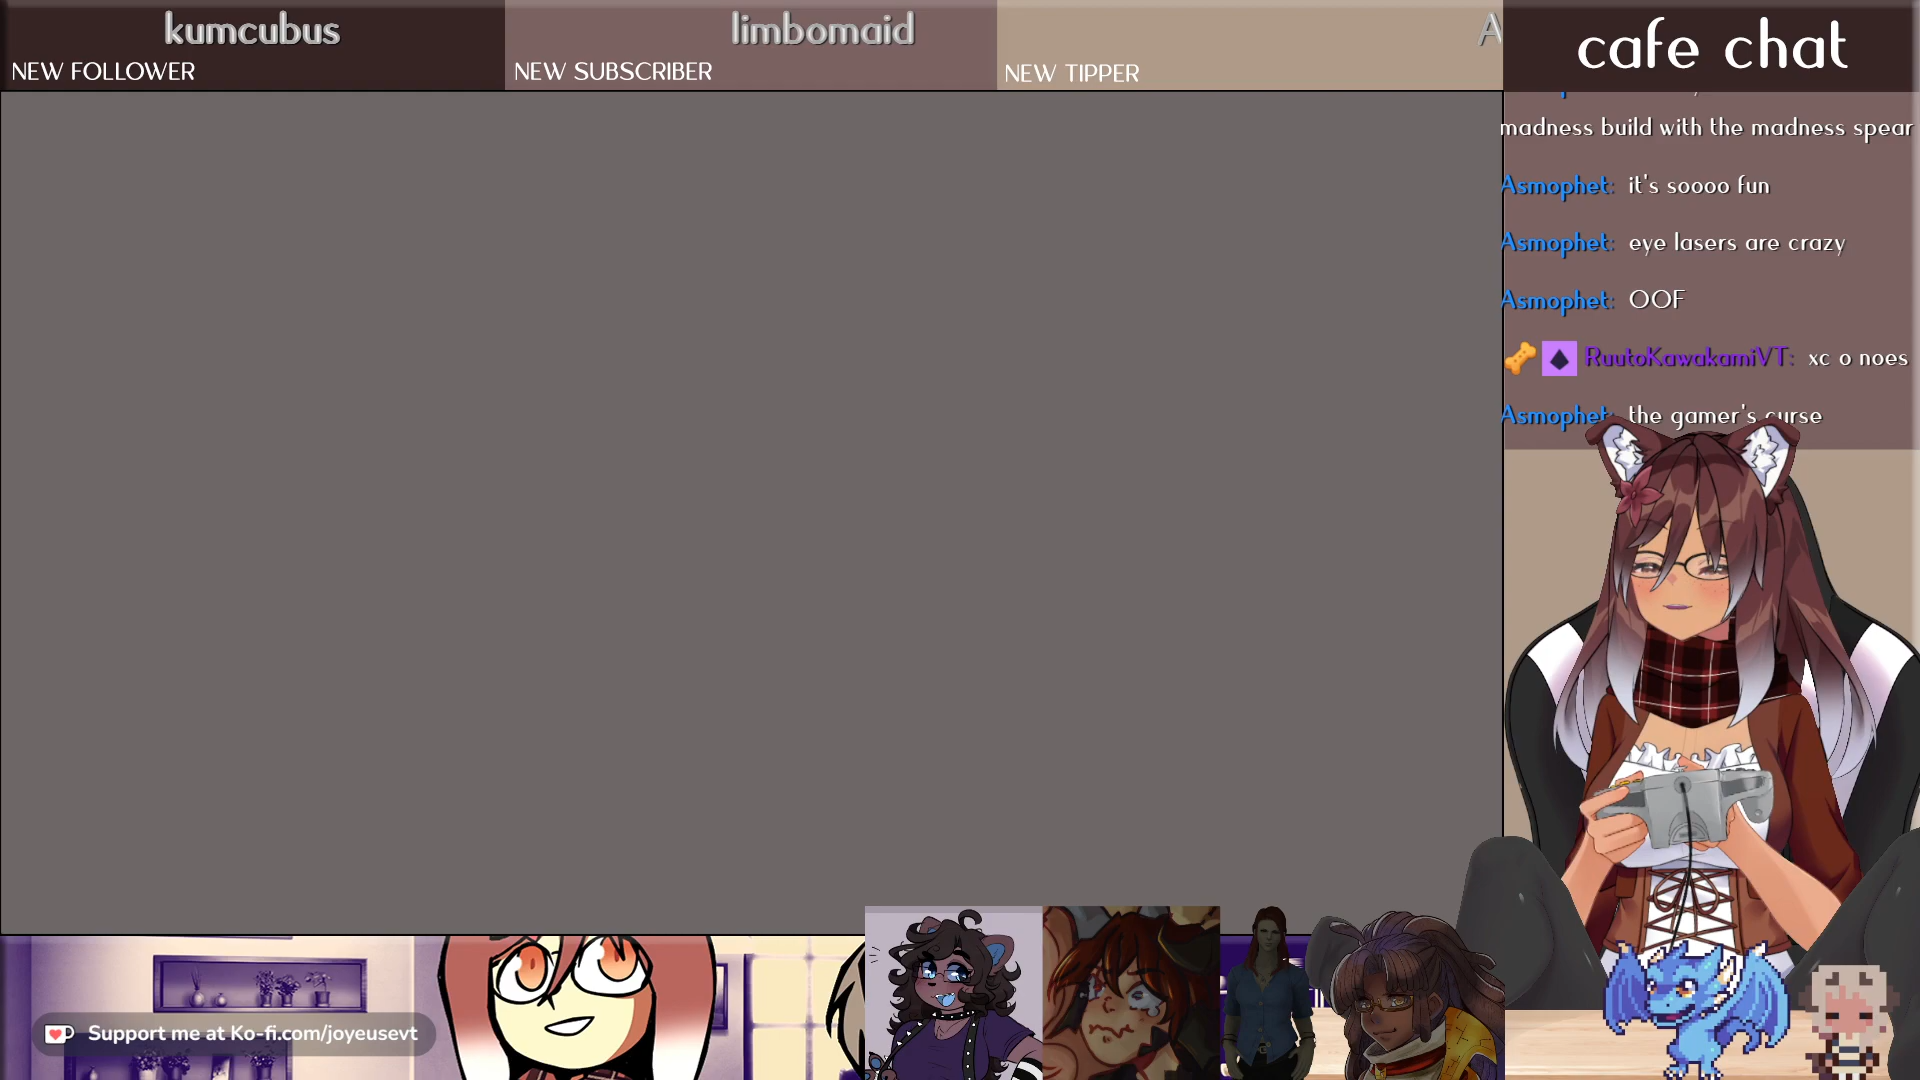 kumcubus
NEW FOLLOWER
limbomaid
NEW SUBSCRIBER
A
NEW TIPPER
cafe chat
madness build with the madness spear
Asmophet: it's soooo fun
Asmophet: eye lasers are crazy
Asmophet: OOF
RuutoKawakamiVT: xc o noes
Asmophet: the gamer's curse
Support me at Ko-fi.com/joyeusevt